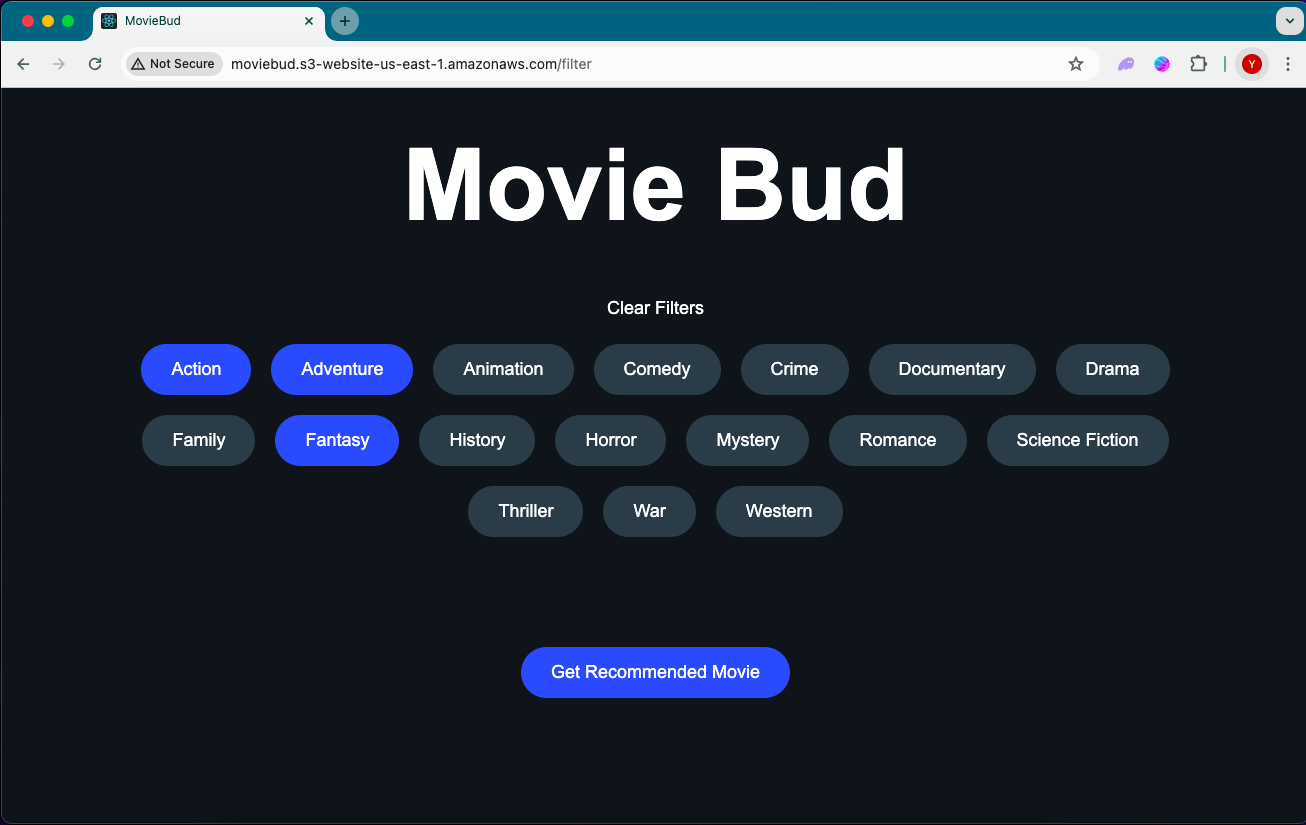 MovieBud
Not Secure moviebud.s3-website-us-east-1.amazonaws.com/filter Y
Movie Bud
Clear Filters
Action Adventure Animation Comedy Crime Documentary Drama
Family Fantasy History Horror Mystery Romance Science Fiction
Thriller War Western
Get Recommended Movie